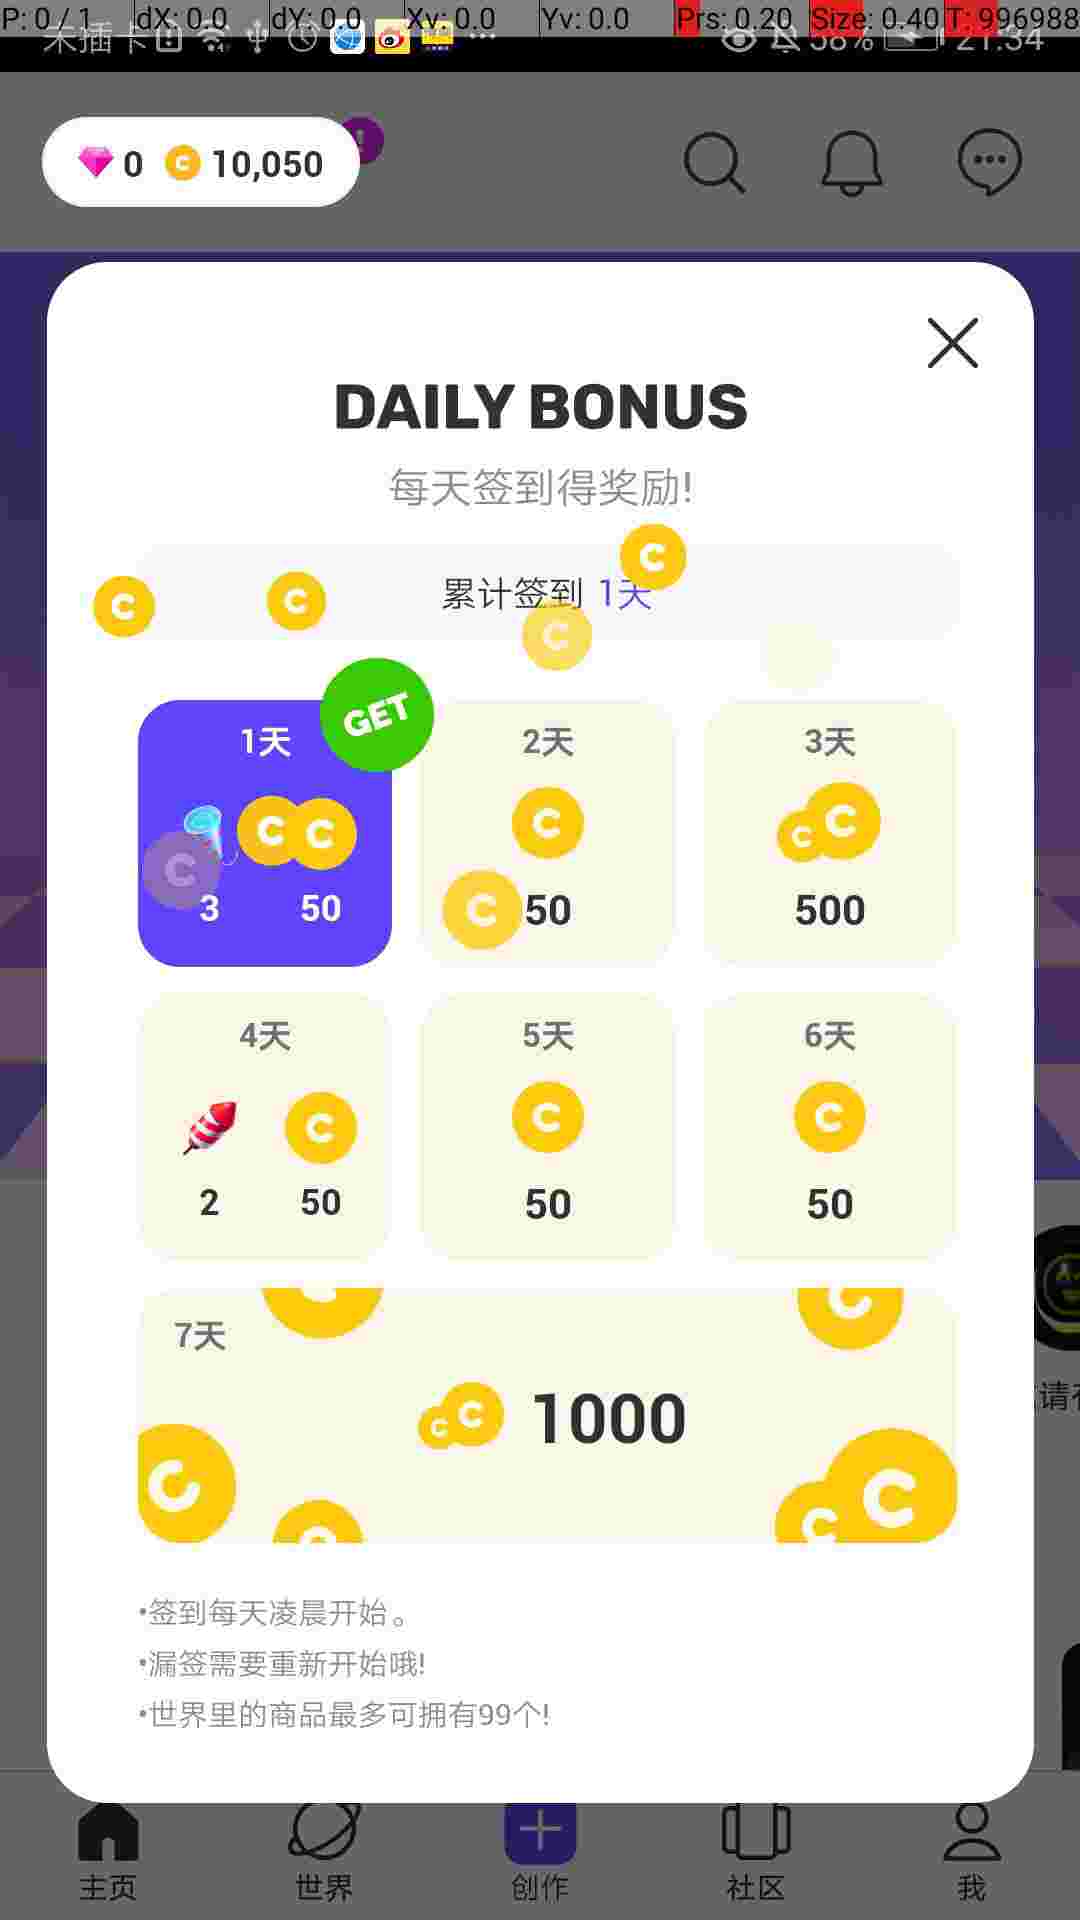 P: 0 / 1 dX: 0.0 dY: 0.0 Xv: 0.0 Yv: 0.0 Prs: 0.20 Size: 0.40 T: 996988
未插卡 58% 21:34
0 C 10,050
DAILY BONUS
每天签到得奖励!
累计签到 1天
GET
1天 2天 3天
3 50 50 500
4天 5天 6天
2 50 50 50
7天
1000
•签到每天凌晨开始。
•漏签需要重新开始哦!
•世界里的商品最多可拥有99个!
主页 世界 创作 社区 我